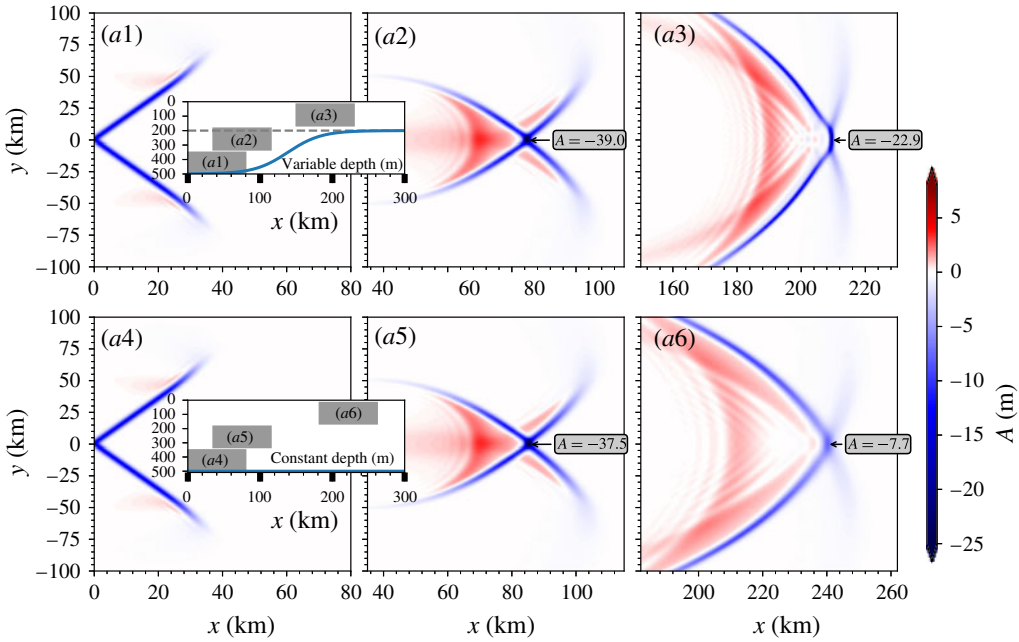 100
75
50
25
0
−25
−50
−75
−100
y (km)
(a1)
0 20 40 60 80
0
100
200
300
400
500
(a1)
(a2)
(a3)
Variable depth (m)
0 100 200 300
x (km)
(a2)
A = −39.0
40 60 80 100
(a3)
A = −22.9
160 180 200 220
100
75
50
25
0
−25
−50
−75
−100
y (km)
(a4)
0 20 40 60 80
x (km)
0
100
200
300
400
500
(a4)
(a5)
(a6)
Constant depth (m)
0 100 200 300
x (km)
(a5)
A = −37.5
40 60 80 100
x (km)
(a6)
A = −7.7
200 220 240 260
x (km)
5
0
−5
−10
−15
−20
−25
A (m)